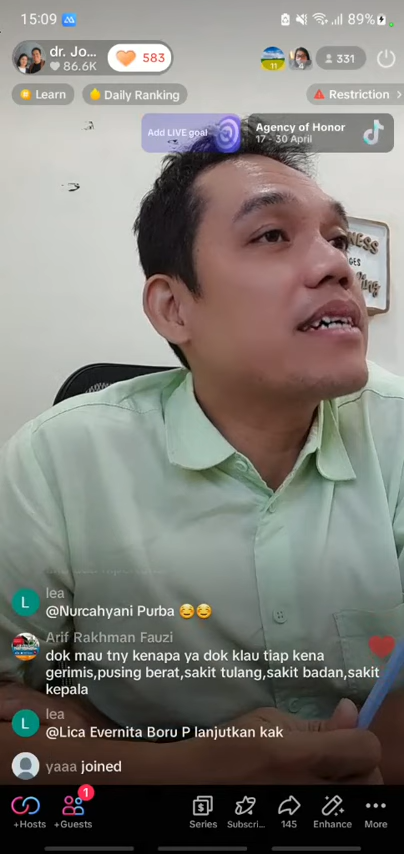 15:09
89%
dr. Jo...
86.6K
583
11
331
Learn
Daily Ranking
Restriction
Add LIVE goal
Agency of Honor
17 - 30 April
lea
@Nurcahyani Purba 😊😊
Arif Rakhman Fauzi
dok mau tny kenapa ya dok klau tiap kena
gerimis,pusing berat,sakit tulang,sakit badan,sakit
kepala
L
lea
@Lica Evernita Boru P lanjutkan kak
L
yaaa joined
1
+Hosts
+Guests
Series
Subscri...
145
Enhance
More